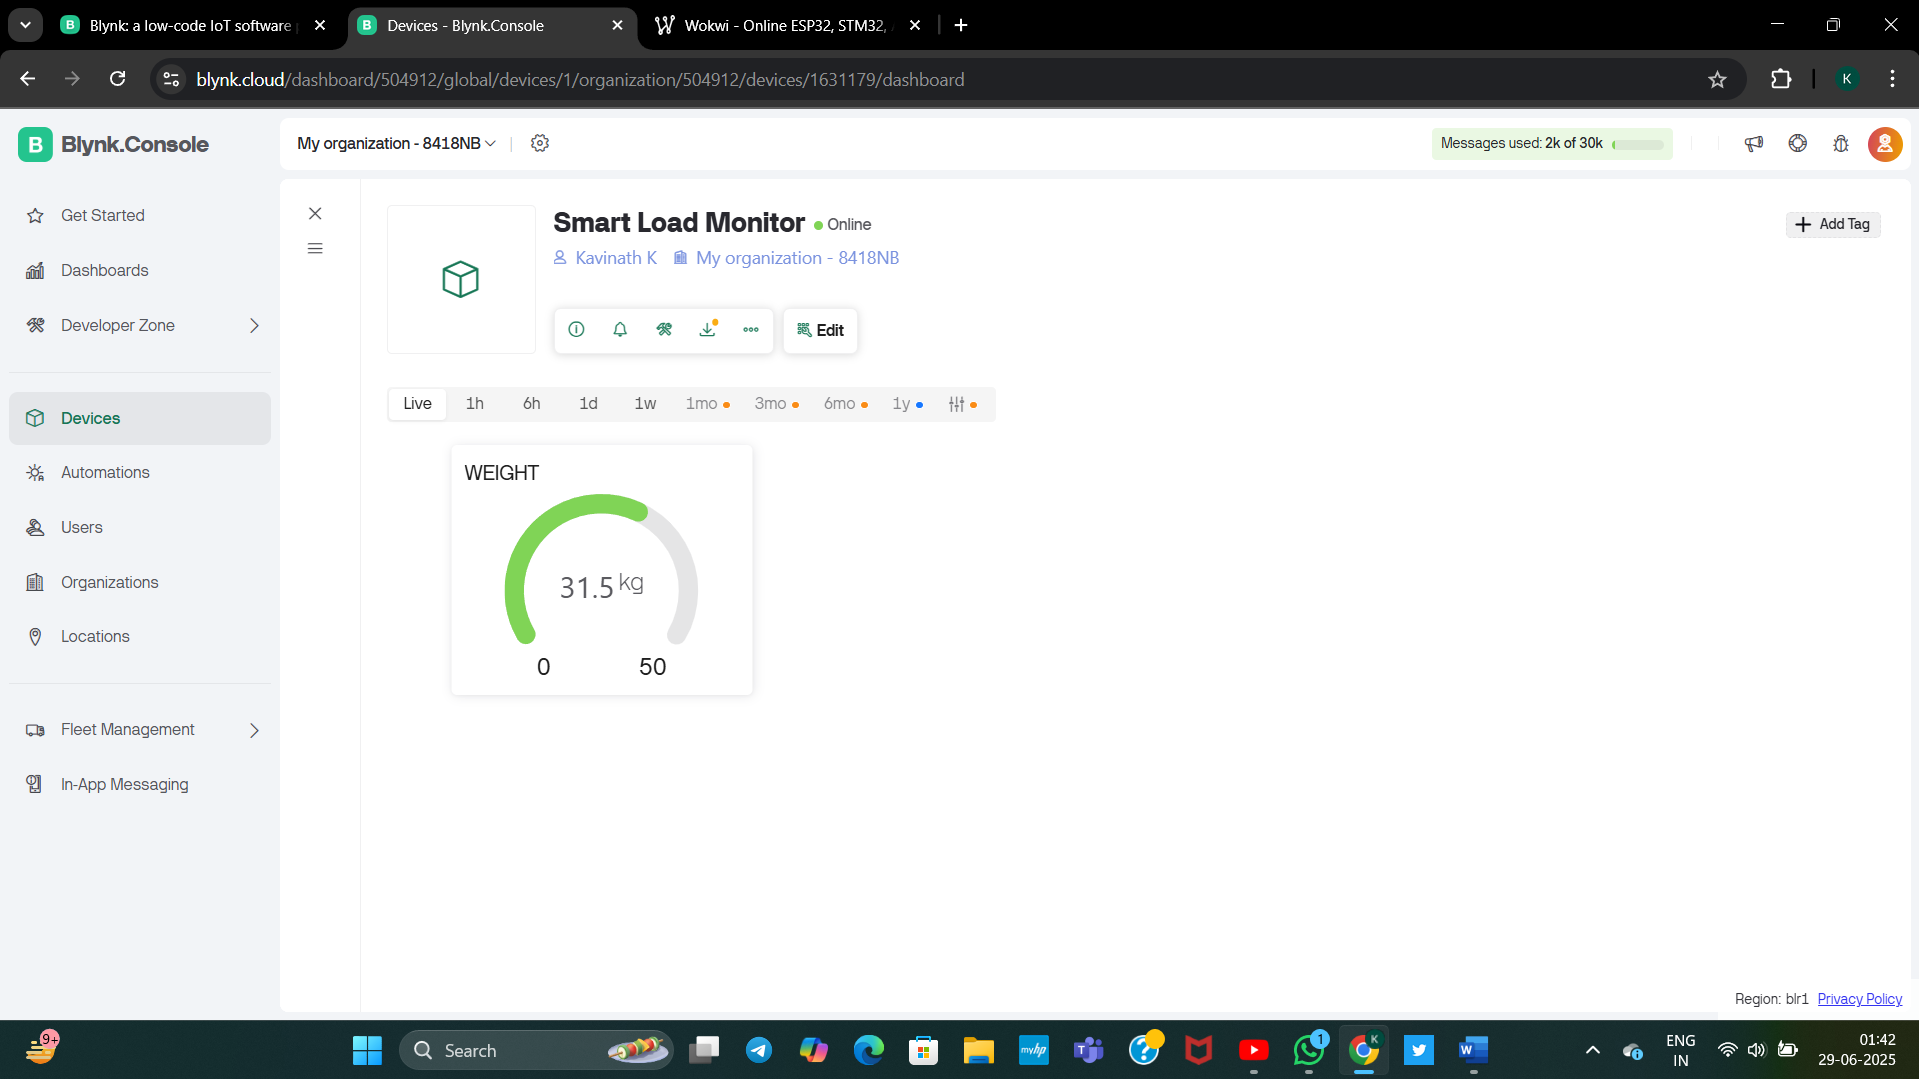 Blynk: a low-code IoT software
Devices - Blynk.Console
Wokwi - Online ESP32, STM32,
blynk.cloud/dashboard/504912/global/devices/1/organization/504912/devices/1631179/dashboard
K
B
Blynk.Console
My organization - 8418NB
Messages used: 2k of 30k
Get Started
Dashboards
Developer Zone
Devices
Automations
Users
Organizations
Locations
Fleet Management
In-App Messaging
Smart Load Monitor
Online
Add Tag
Kavinath K
My organization - 8418NB
Edit
Live
1h
6h
1d
1w
1mo
3mo
6mo
1y
WEIGHT
31.5 kg
0
50
Region: blr1
Privacy Policy
9+
Search
myhp
1
K
ENG
IN
01:42
29-06-2025